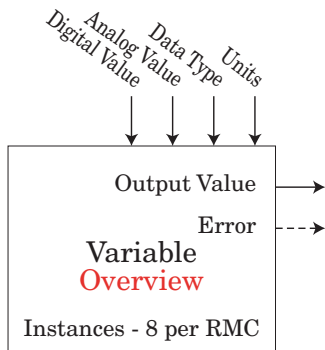 Digital Value
Analog Value
Data Type
Units
Output Value
Error
Variable
Overview
Instances - 8 per RMC